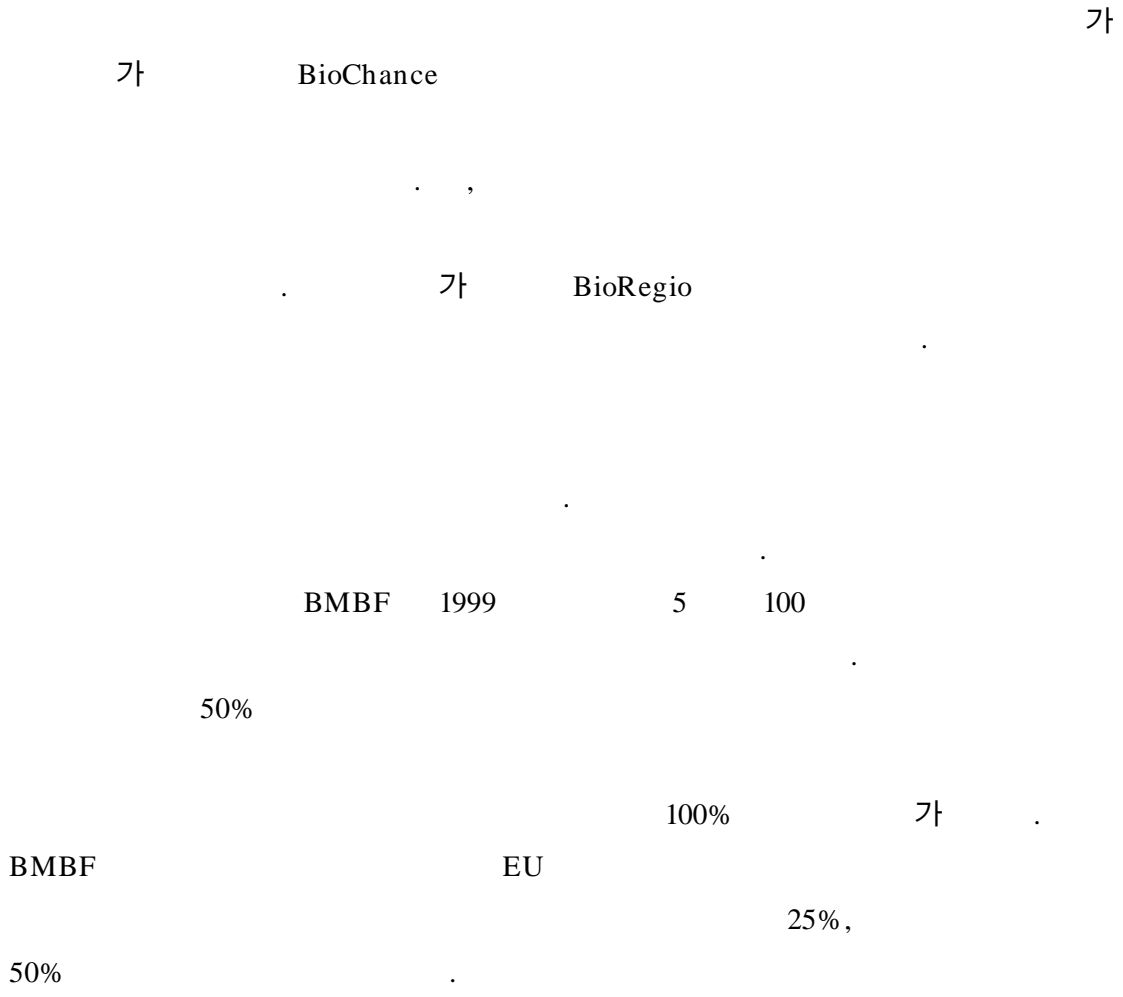 가
가 BioChance
. ,
. 가 BioRegio
.
.
.
BMBF 1999 5 100
.
50%
100% 가 .
BMBF EU
25%,
50% .